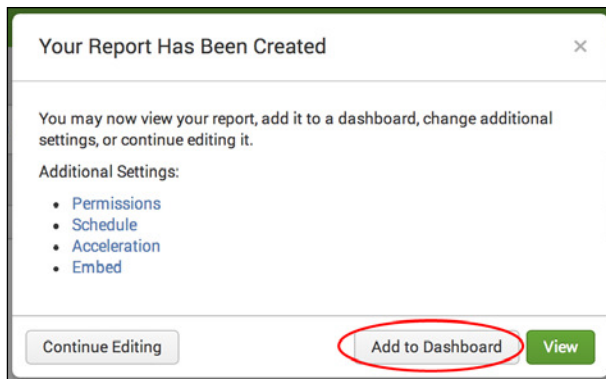 Your Report Has Been Created ×
You may now view your report, add it to a dashboard, change additional
settings, or continue editing it.
Additional Settings:
• Permissions
• Schedule
• Acceleration
• Embed
Continue Editing Add to Dashboard View